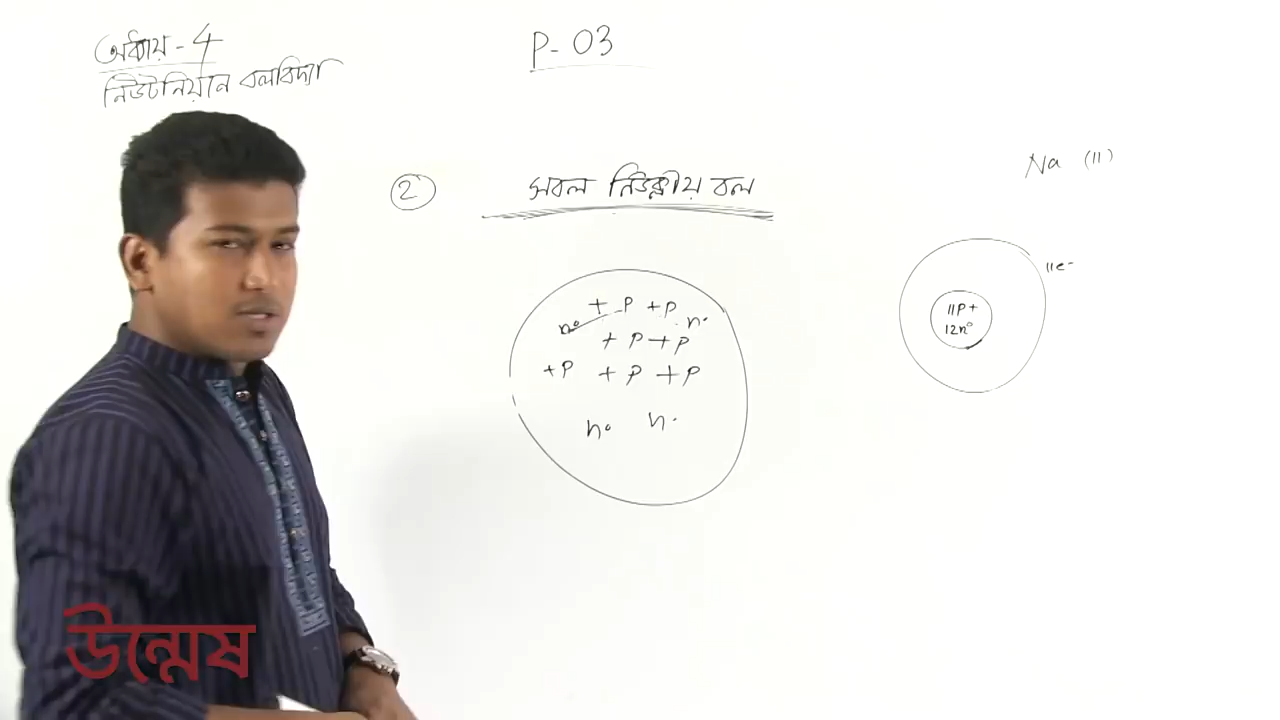 অধ্যায় - 4
নিউটনিয়ান বলবিদ্যা
P - 03
Na (11)
2 সবল নিউক্লীয় বল
11e-
+ P + P
n° n°
+ P + P
+ P + P + P
n° n°
11P+
12n°
উন্মেষ